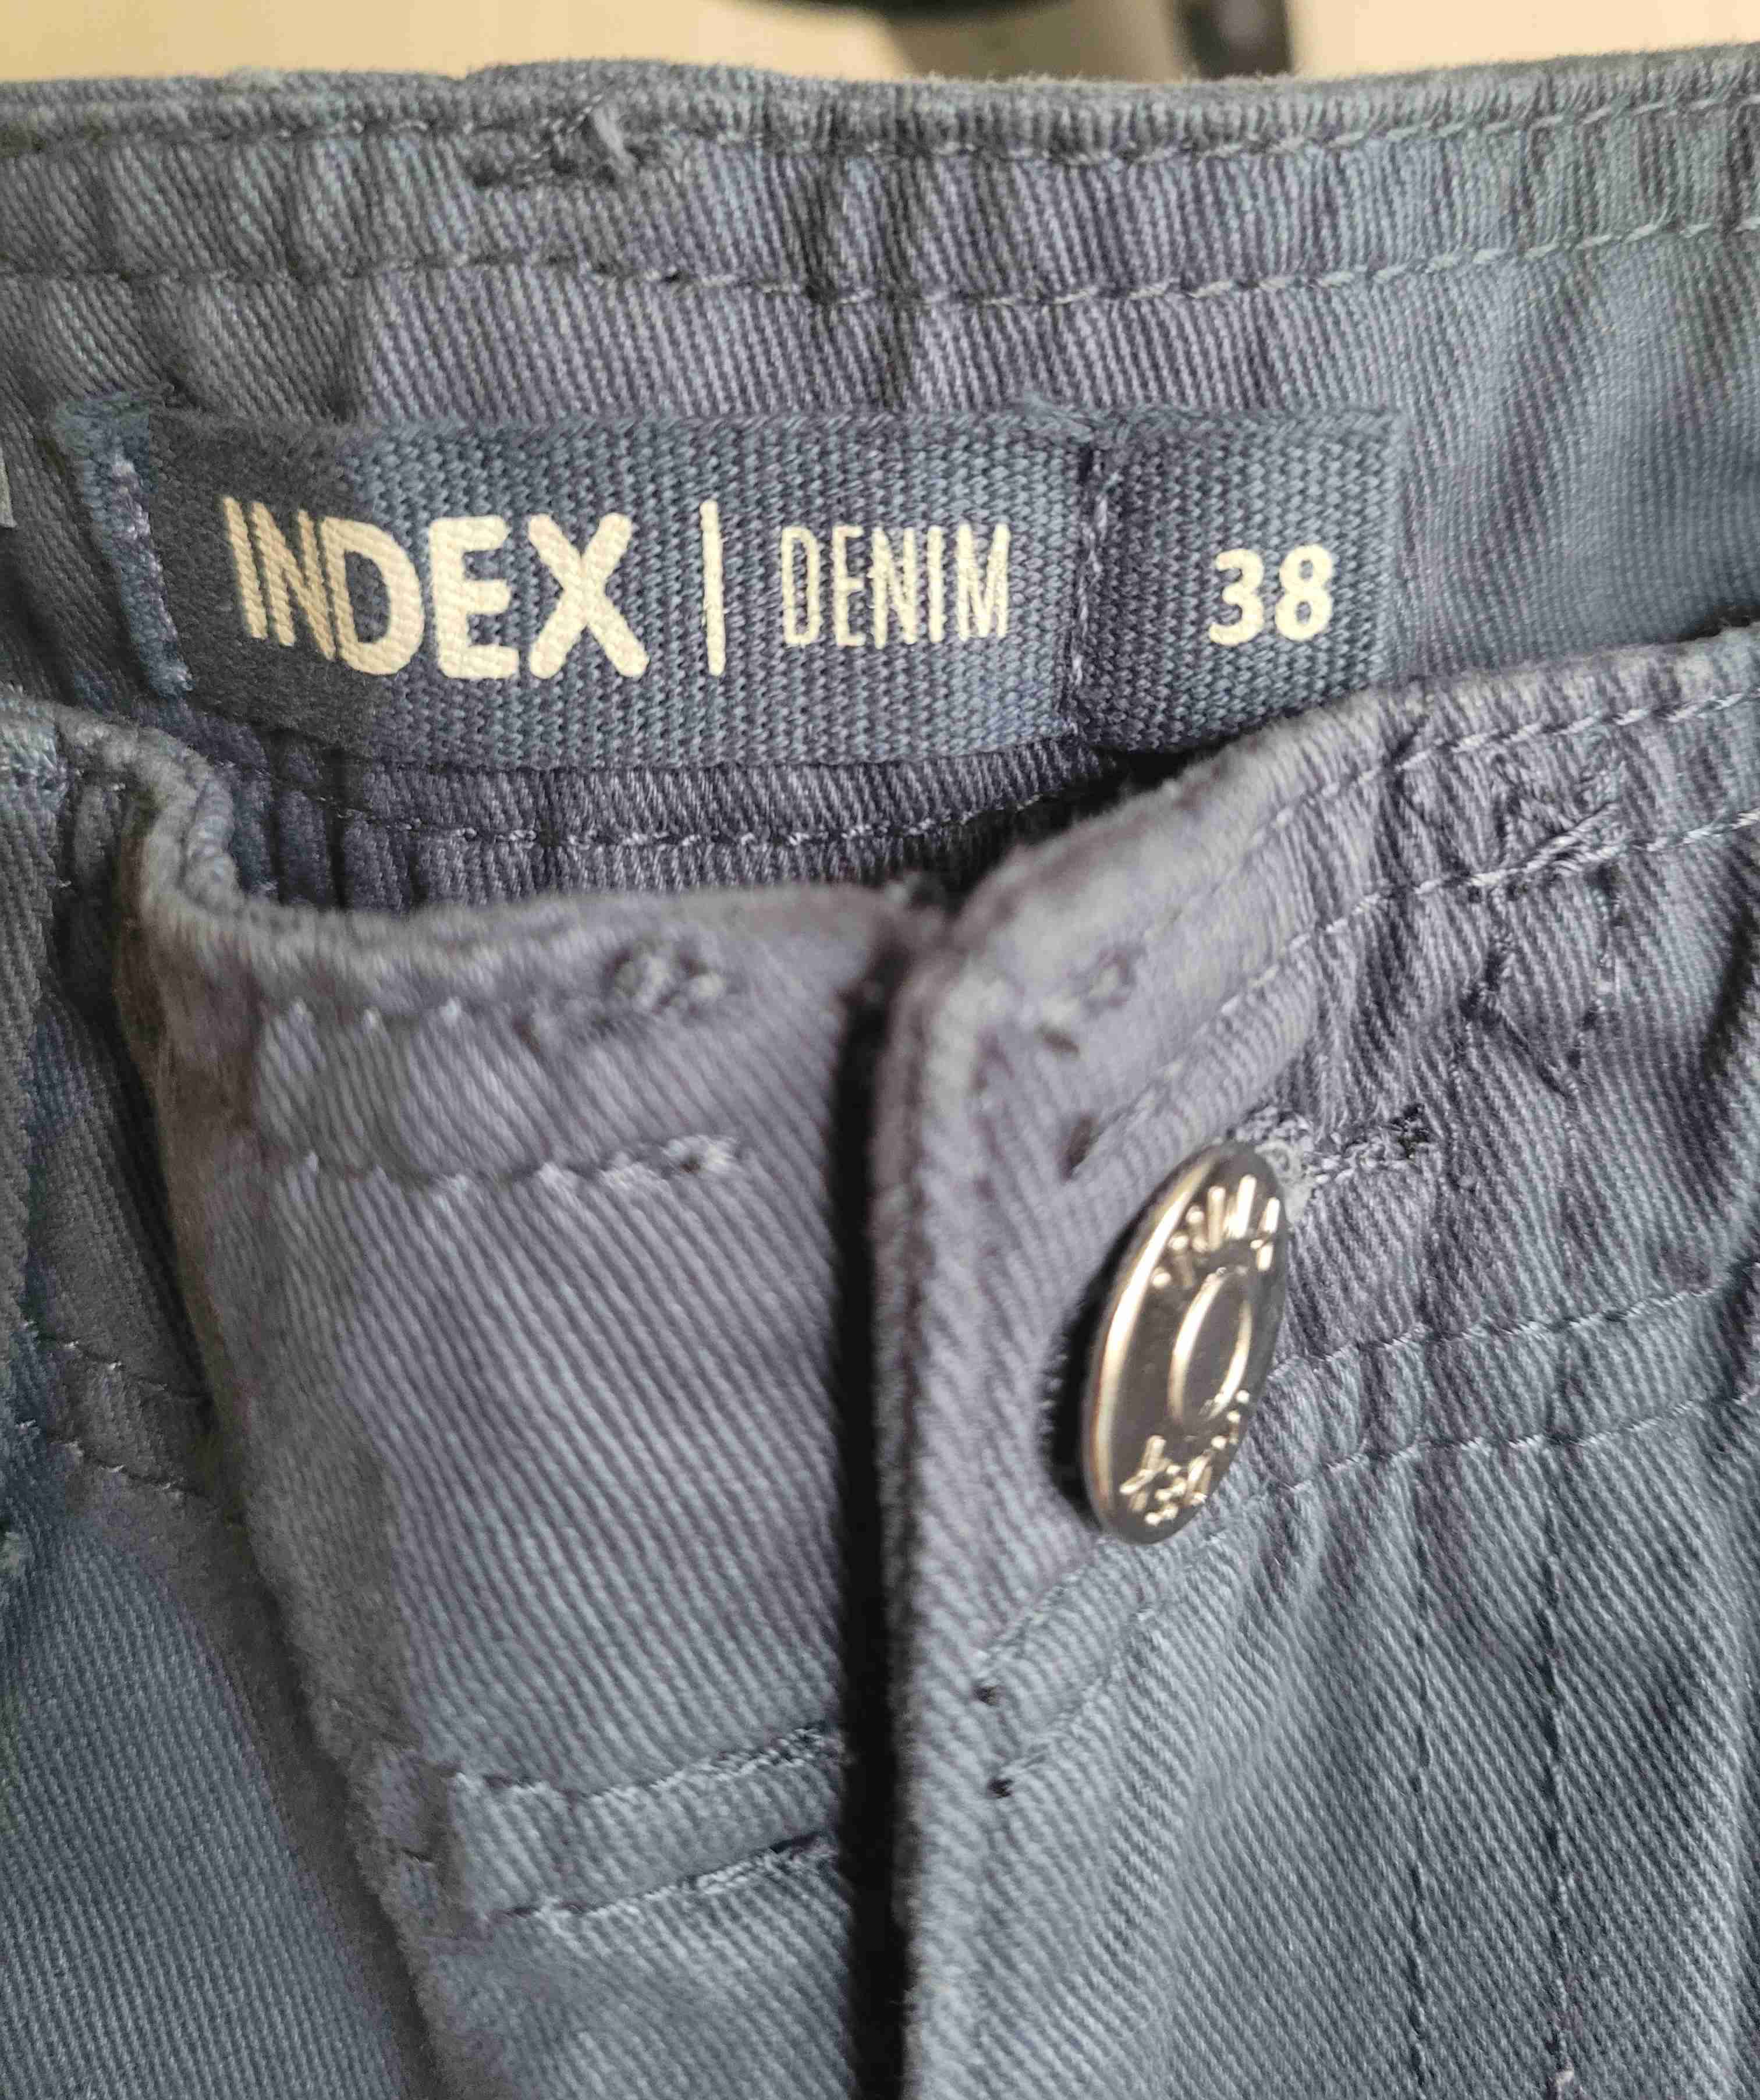 INDEX | DENIM 38